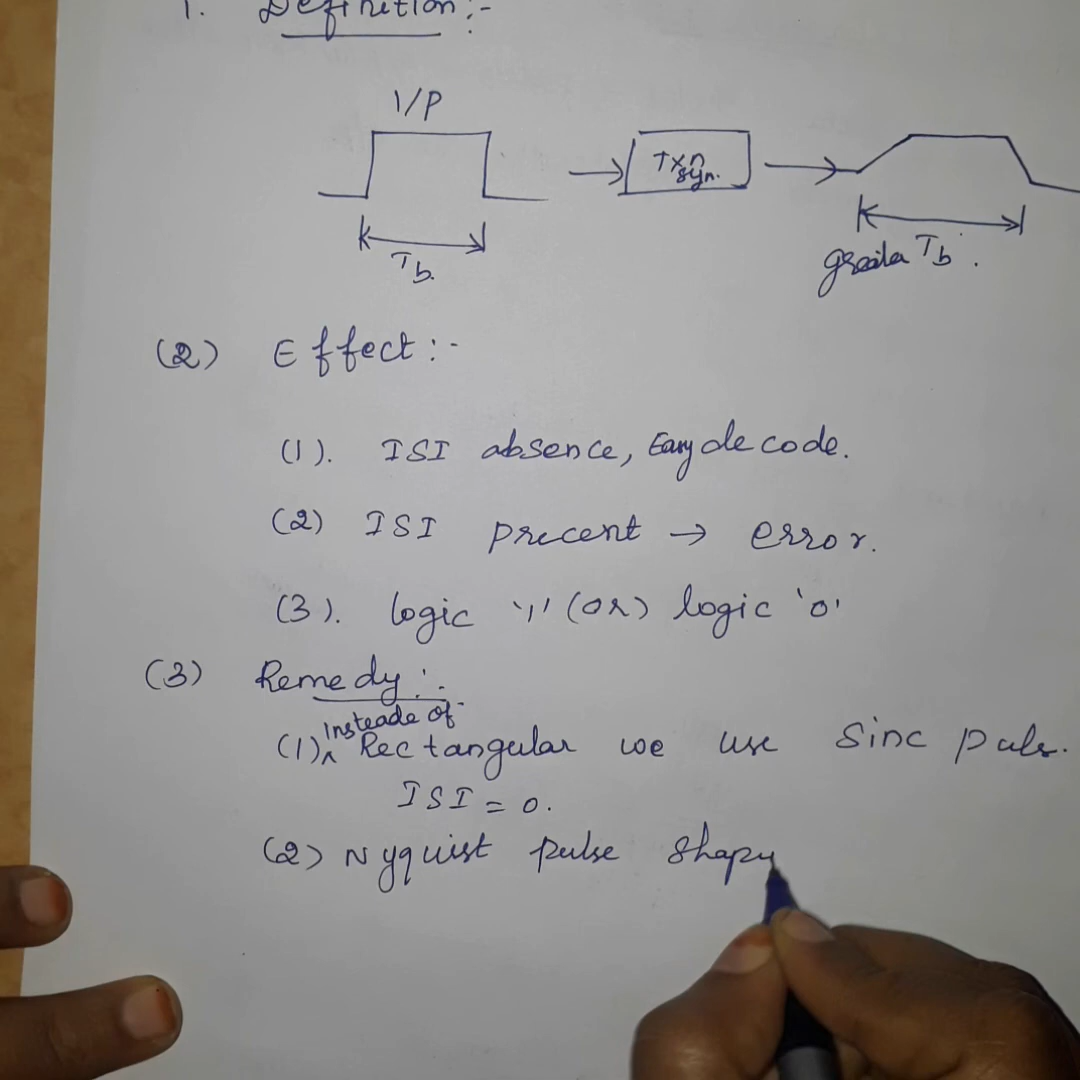 1. Definition :-
I/P
Txn
syn.
Tb.
greater Tb.
(2) Effect :-
(1). ISI absence, Easy decode.
(2) ISI precent → error.
(3). logic '1' (OR) logic '0'
(3) Remedy :-
insteade of
(1)^ Rectangular we use Sinc puls.
ISI = 0.
(2) Nyquist pulse shapy